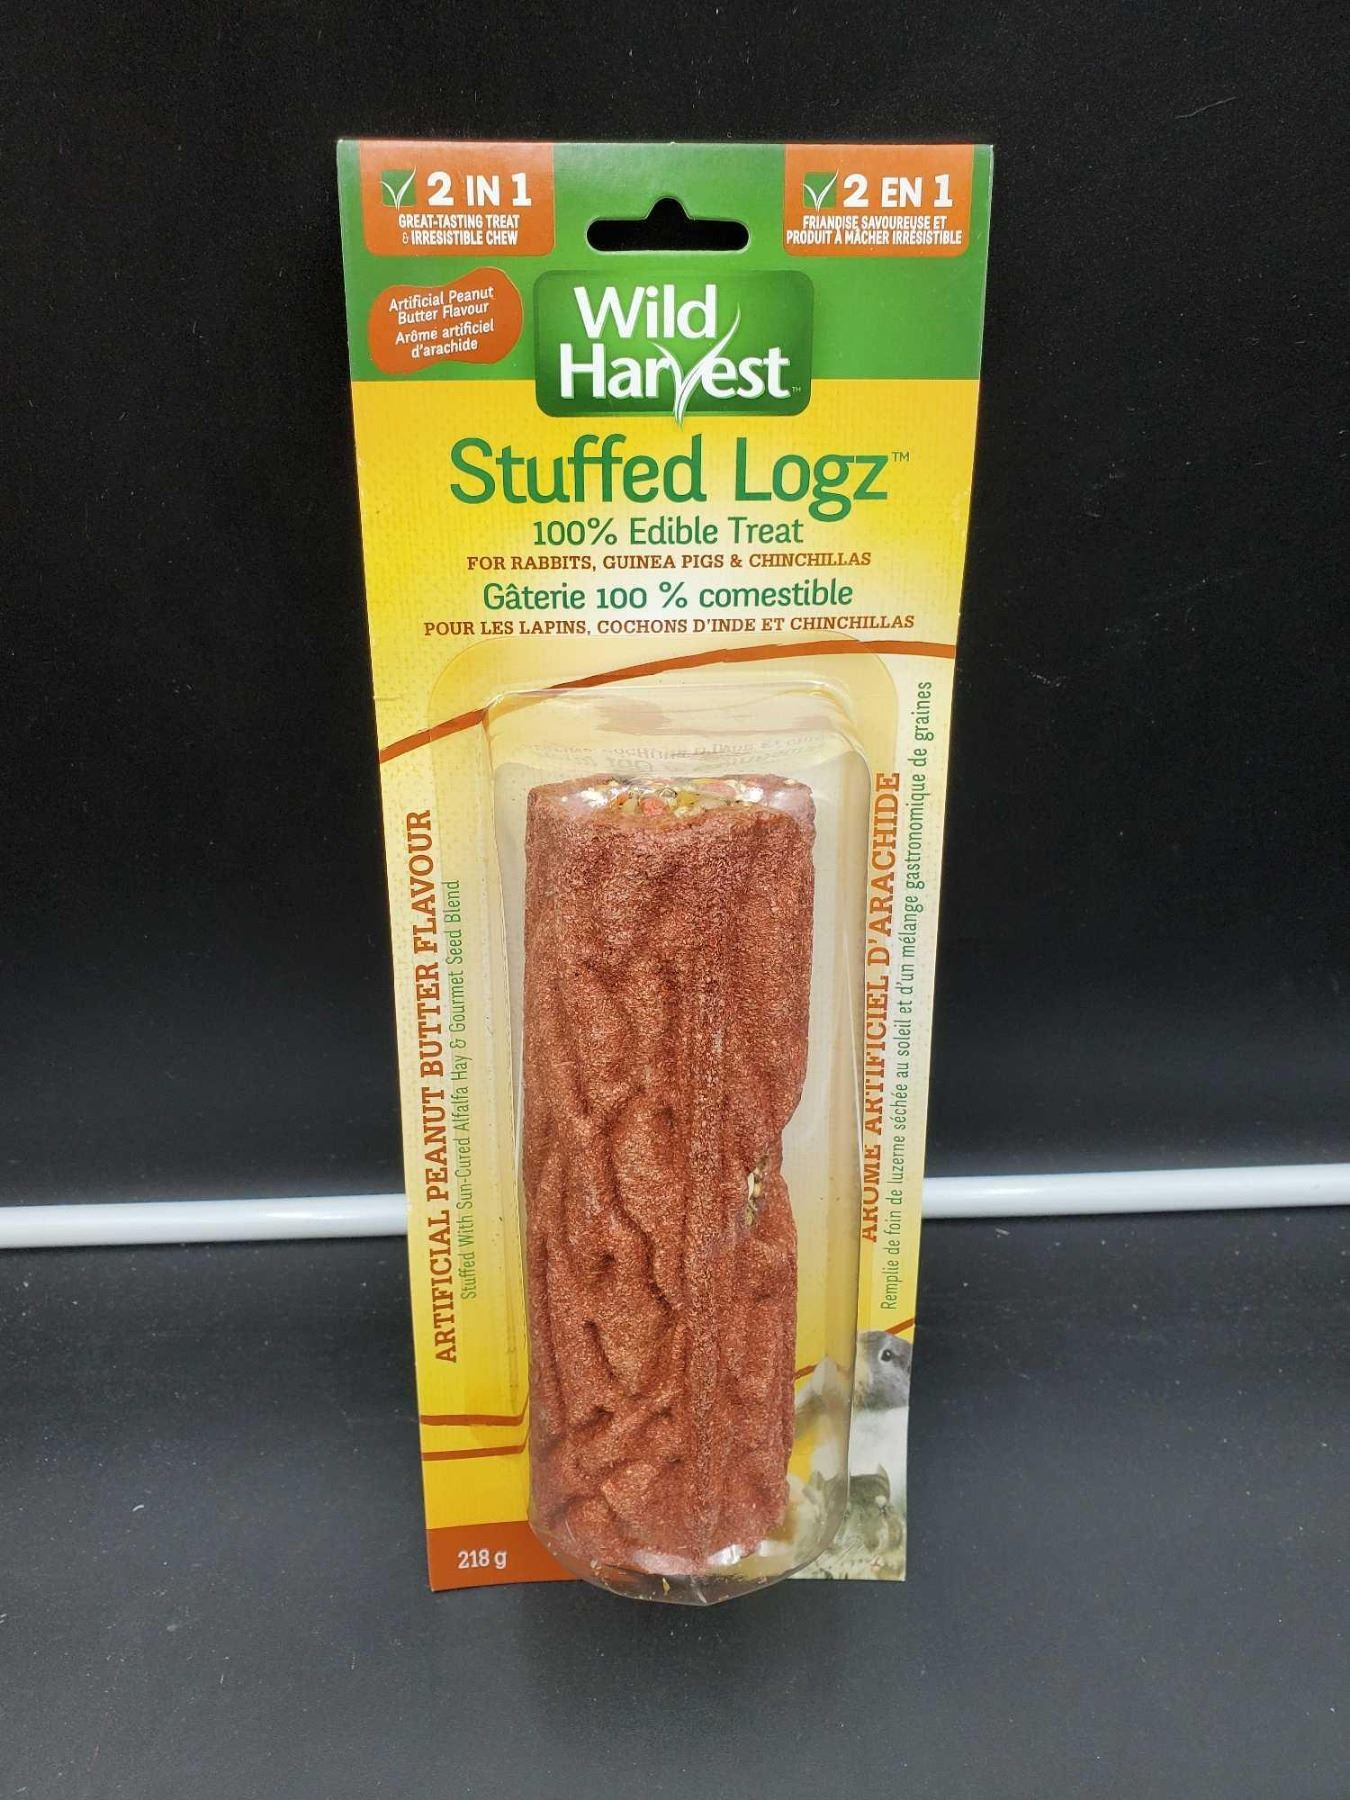 2 IN 1
GREAT-TASTING TREAT
& IRRESISTIBLE CHEW
2 EN 1
FRIANDISE SAVOUREUSE ET
PRODUIT À MÂCHER IRRÉSISTIBLE
Artificial Peanut
Butter Flavour
Arôme artificiel
d'arachide
Wild
Harvest™
Stuffed Logz™
100% Edible Treat
FOR RABBITS, GUINEA PIGS & CHINCHILLAS
Gâterie 100 % comestible
POUR LES LAPINS, COCHONS D'INDE ET CHINCHILLAS
ARTIFICIAL PEANUT BUTTER FLAVOUR
Stuffed With Sun-Cured Alfalfa Hay & Gourmet Seed Blend
AROME ARTIFICIEL D'ARACHIDE
Remplie de foin de luzerne séchée au soleil et d'un mélange gastronomique de graines
218 g